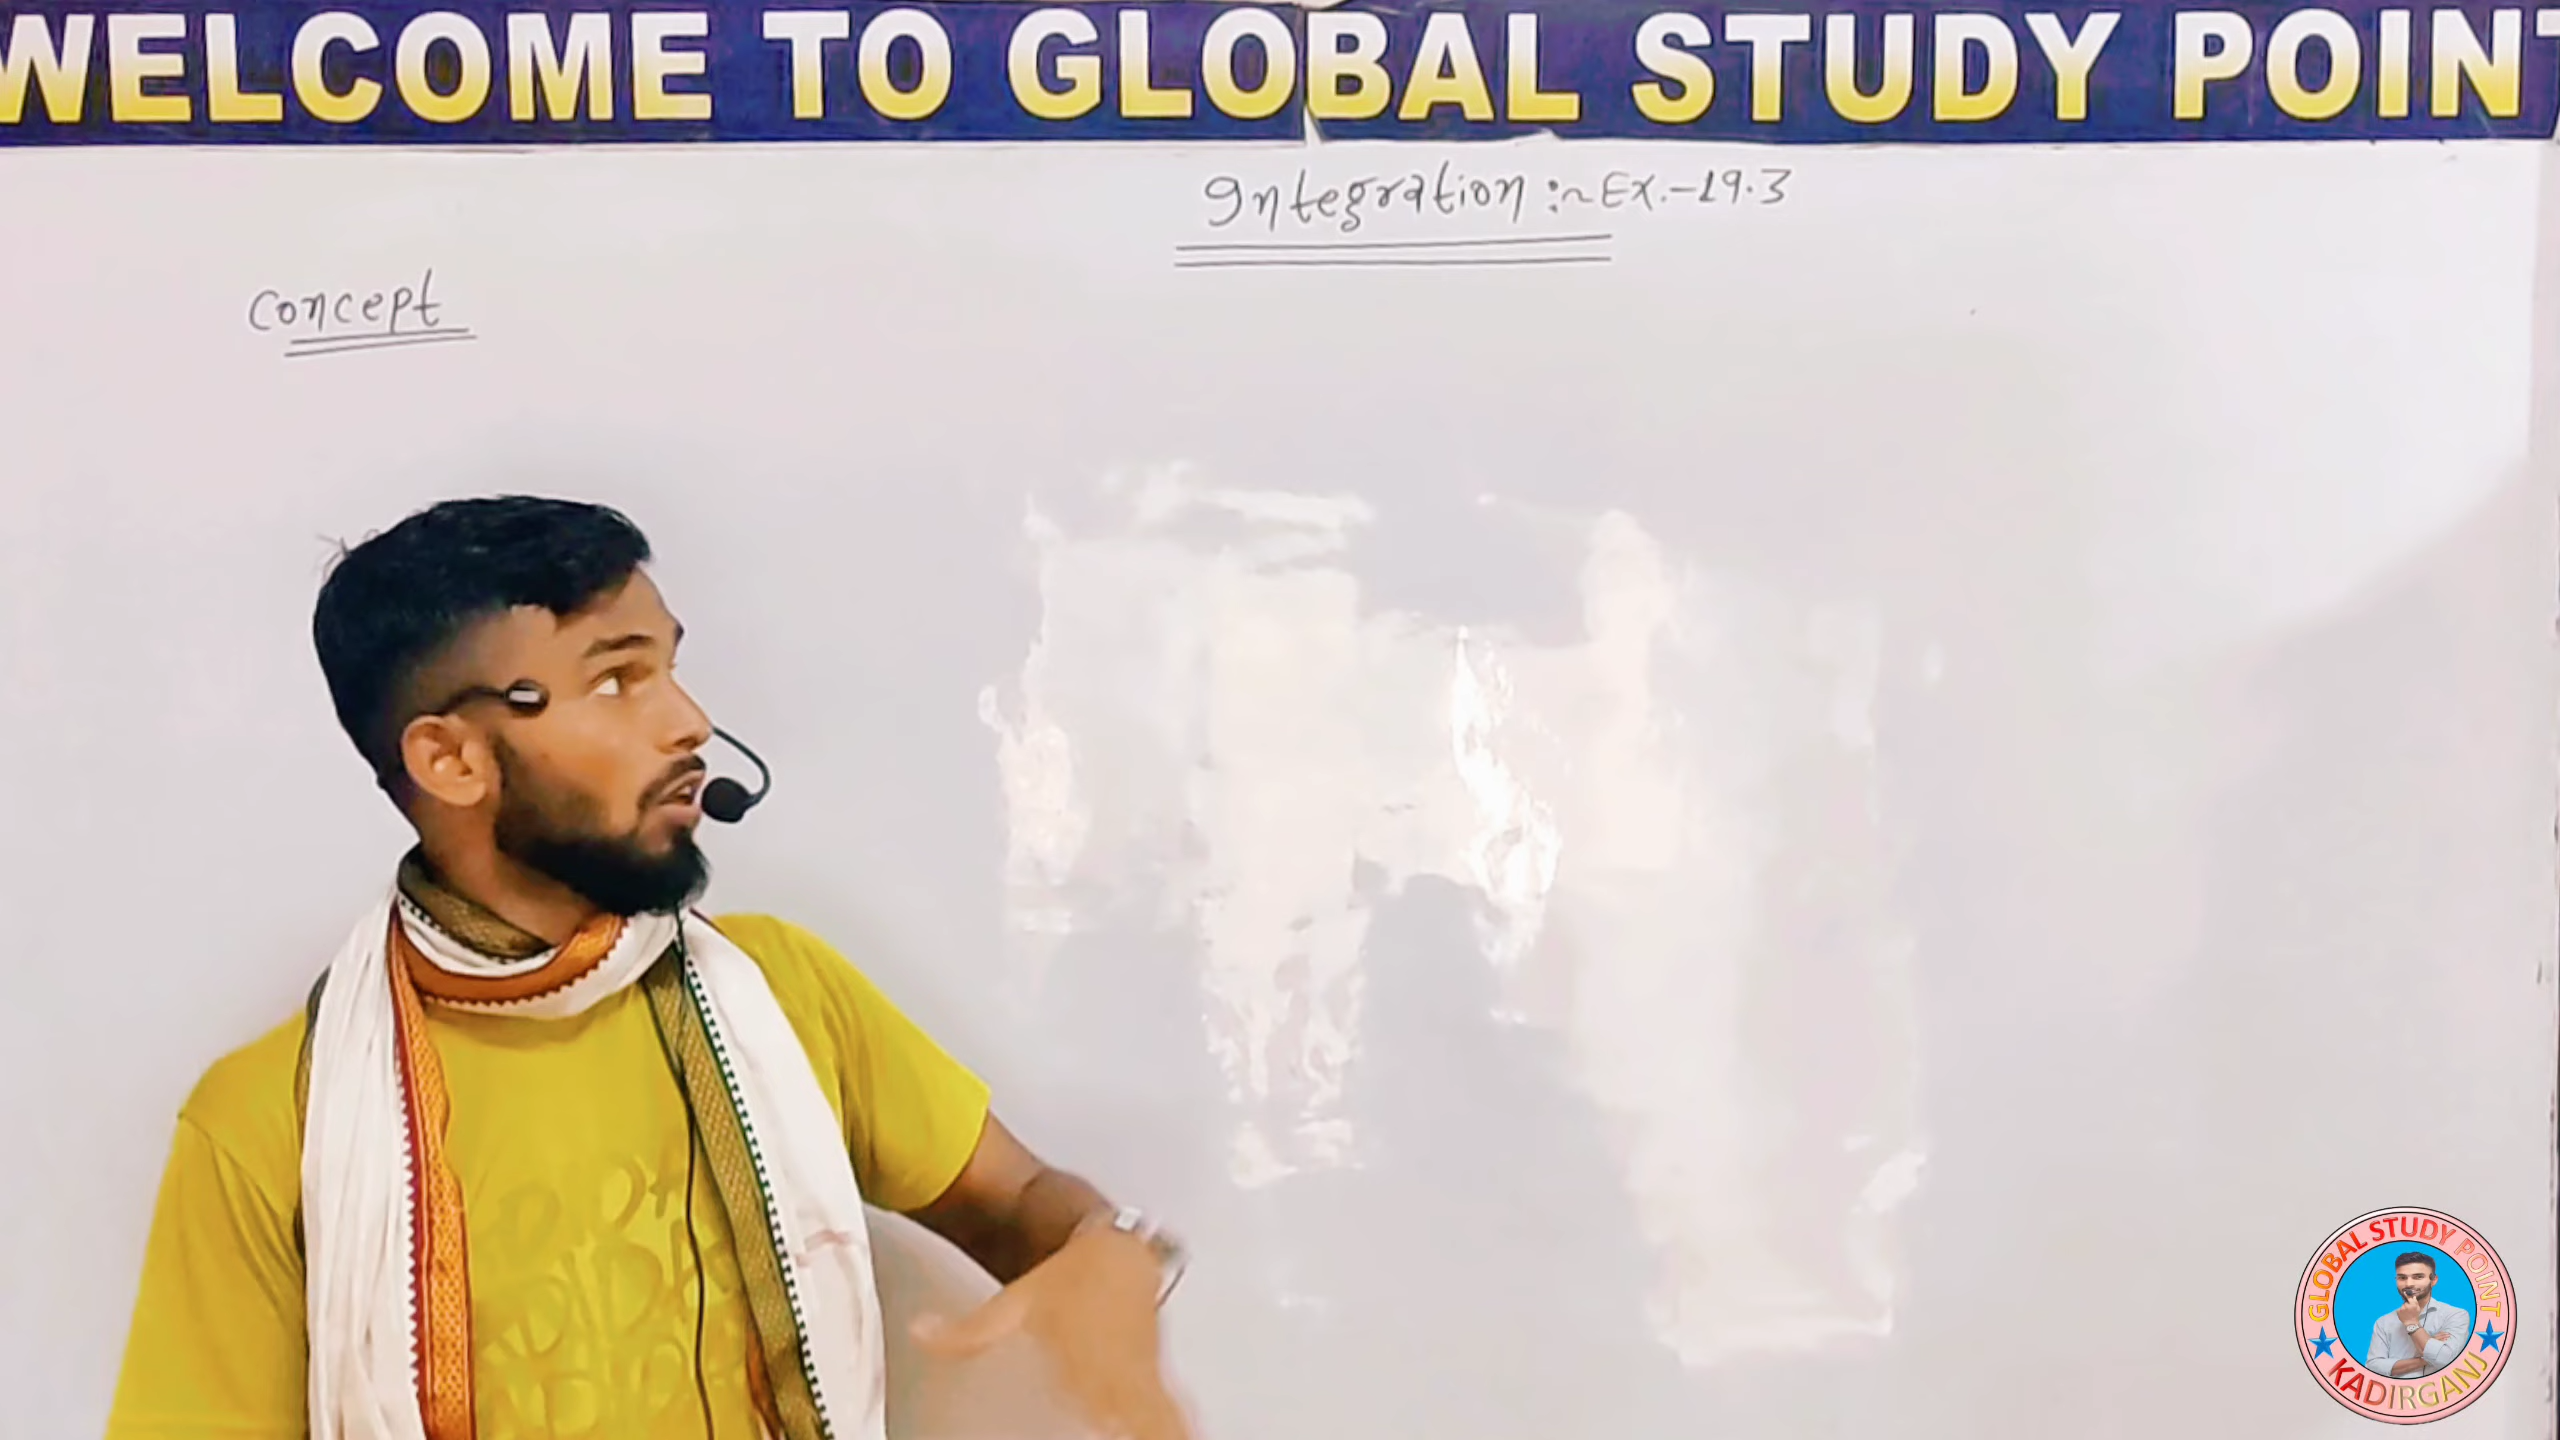 WELCOME TO GLOBAL STUDY POINT
Integration :~ Ex.-19.3
Concept
GLOBAL STUDY POINT
KADIRGANJ